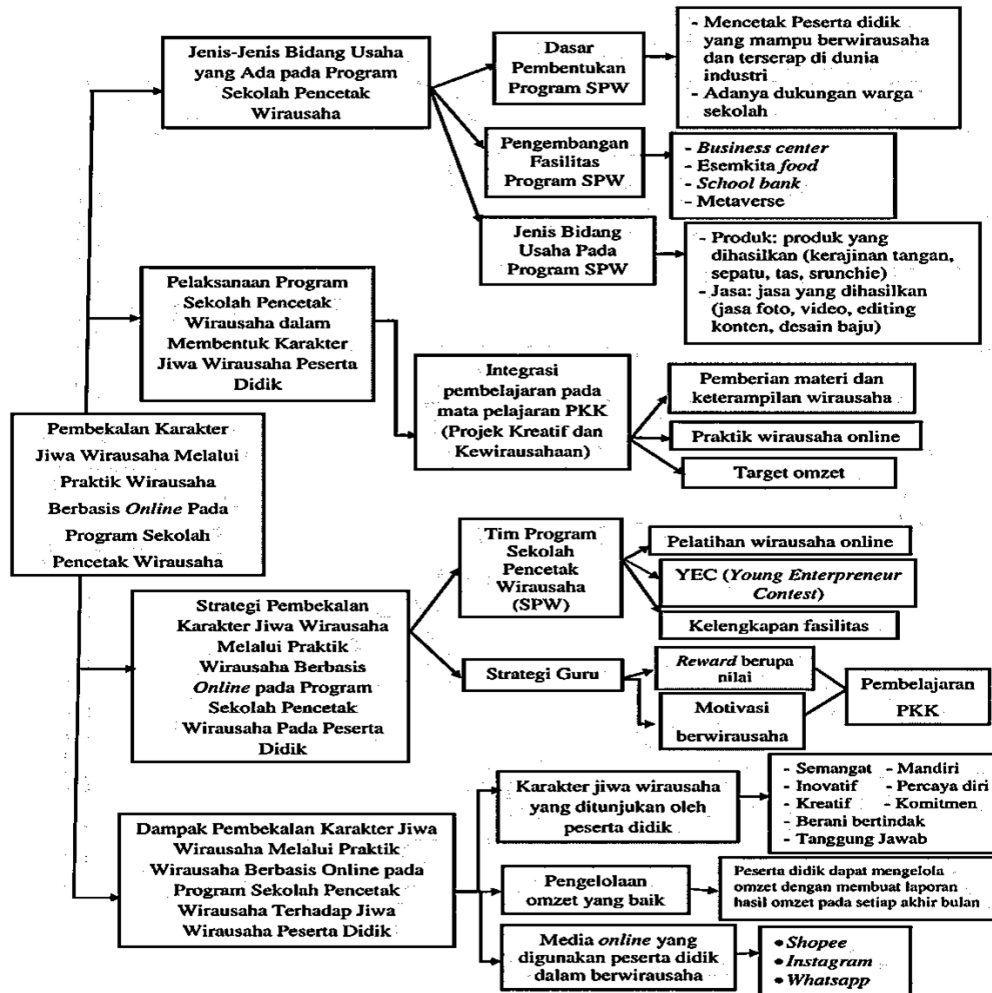 Jenis-Jenis Bidang Usaha
yang Ada pada Program
Sekolah Pencetak
Wirausaha
Dasar
Pembentukan
Program SPW
- Mencetak Peserta didik
yang mampu berwirausaha
dan terserap di dunia
industri
- Adanya dukungan warga
sekolah
Pengembangan
Fasilitas
Program SPW
- Business center
- Esemkita food
- School bank
- Metaverse
Jenis Bidang
Usaha Pada
Program SPW
- Produk: produk yang
dihasilkan (kerajinan tangan,
sepatu, tas, srunchie)
- Jasa: jasa yang dihasilkan
(jasa foto, video, editing
konten, desain baju)
Pelaksanaan Program
Sekolah Pencetak
Wirausaha dalam
Membentuk Karakter
Jiwa Wirausaha Peserta
Didik
Integrasi
pembelajaran pada
mata pelajaran PKK
(Projek Kreatif dan
Kewirausahaan)
Pemberian materi dan
keterampilan wirausaha
Praktik wirausaha online
Target omzet
Pembekalan Karakter
Jiwa Wirausaha Melalui
Praktik Wirausaha
Berbasis Online Pada
Program Sekolah
Pencetak Wirausaha
Strategi Pembekalan
Karakter Jiwa Wirausaha
Melalui Praktik
Wirausaha Berbasis
Online pada Program
Sekolah Pencetak
Wirausaha Pada Peserta
Didik
Tim Program
Sekolah
Pencetak
Wirausaha
(SPW)
Pelatihan wirausaha online
YEC (Young Enterpreneur
Contest)
Kelengkapan fasilitas
Strategi Guru
Reward berupa
nilai
Motivasi
berwirausaha
Pembelajaran
PKK
Dampak Pembekalan Karakter Jiwa
Wirausaha Melalui Praktik
Wirausaha Berbasis Online pada
Program Sekolah Pencetak
Wirausaha Terhadap Jiwa
Wirausaha Peserta Didik
Karakter jiwa wirausaha
yang ditunjukan oleh
peserta didik
- Semangat - Mandiri
- Inovatif - Percaya diri
- Kreatif - Komitmen
- Berani bertindak
- Tanggung Jawab
Pengelolaan
omzet yang baik
Peserta didik dapat mengelola
omzet dengan membuat laporan
hasil omzet pada setiap akhir bulan
Media online yang
digunakan peserta didik
dalam berwirausaha
• Shopee
• Instagram
• Whatsapp